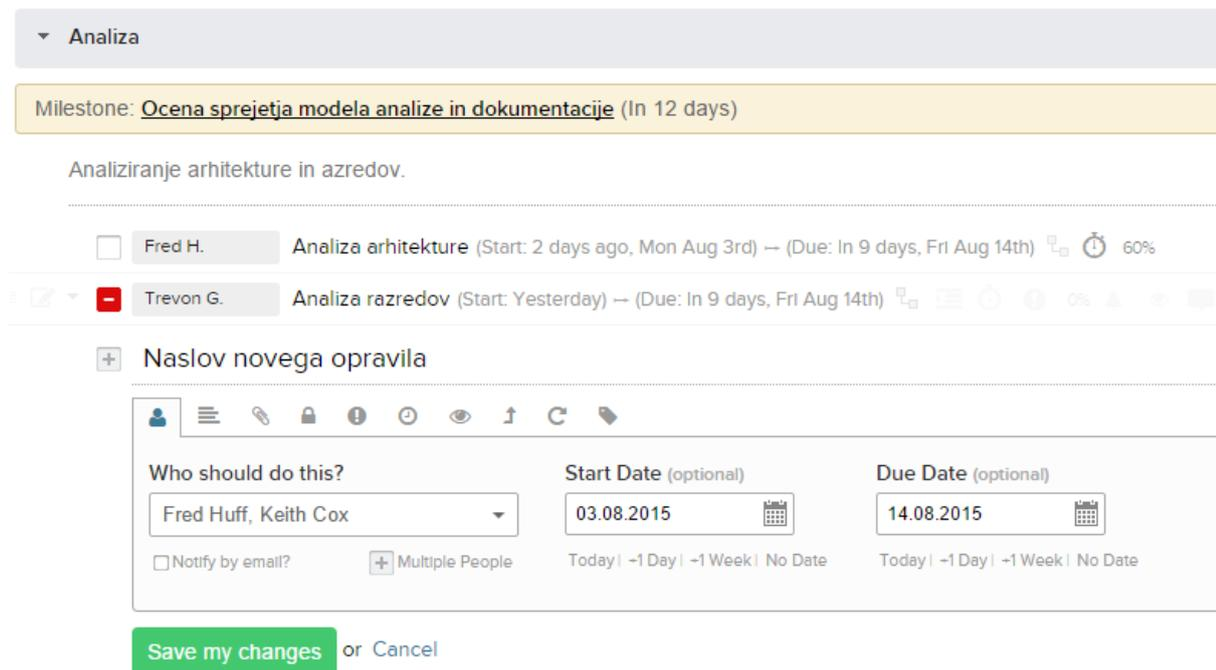 Analiza
Milestone: Ocena sprejetja modela analize in dokumentacije (In 12 days)
Analiziranje arhitekture in azredov.
Fred H. Analiza arhitekture (Start: 2 days ago, Mon Aug 3rd) → (Due: In 9 days, Fri Aug 14th) 60%
Trevon G. Analiza razredov (Start: Yesterday) → (Due: In 9 days, Fri Aug 14th) 0%
Naslov novega opravila
Who should do this? Start Date (optional) Due Date (optional)
Fred Huff, Keith Cox 03.08.2015 14.08.2015
Notify by email? + Multiple People Today | +1 Day | +1 Week | No Date Today | +1 Day | +1 Week | No Date
Save my changes or Cancel